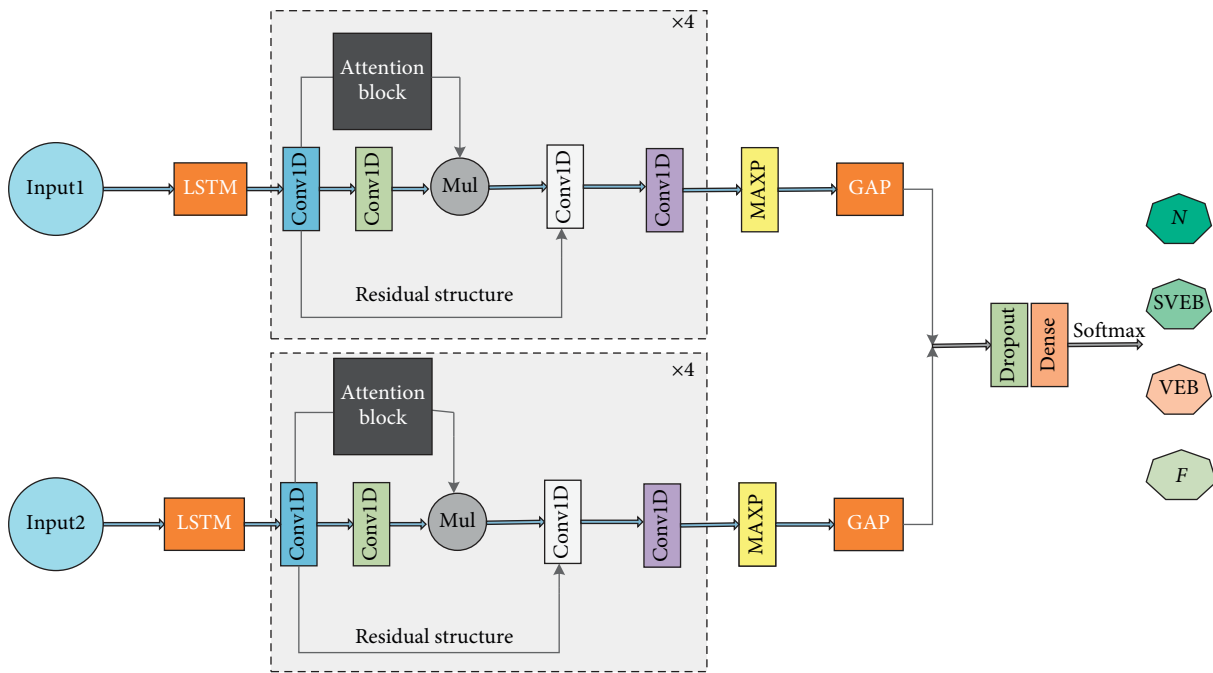 ×4
Attention
block
Input1
LSTM
Conv1D
Conv1D
Mul
Conv1D
Conv1D
MAXP
GAP
Residual structure
×4
Attention
block
Input2
LSTM
Conv1D
Conv1D
Mul
Conv1D
Conv1D
MAXP
GAP
Residual structure
Dropout
Dense
Softmax
N
SVEB
VEB
F